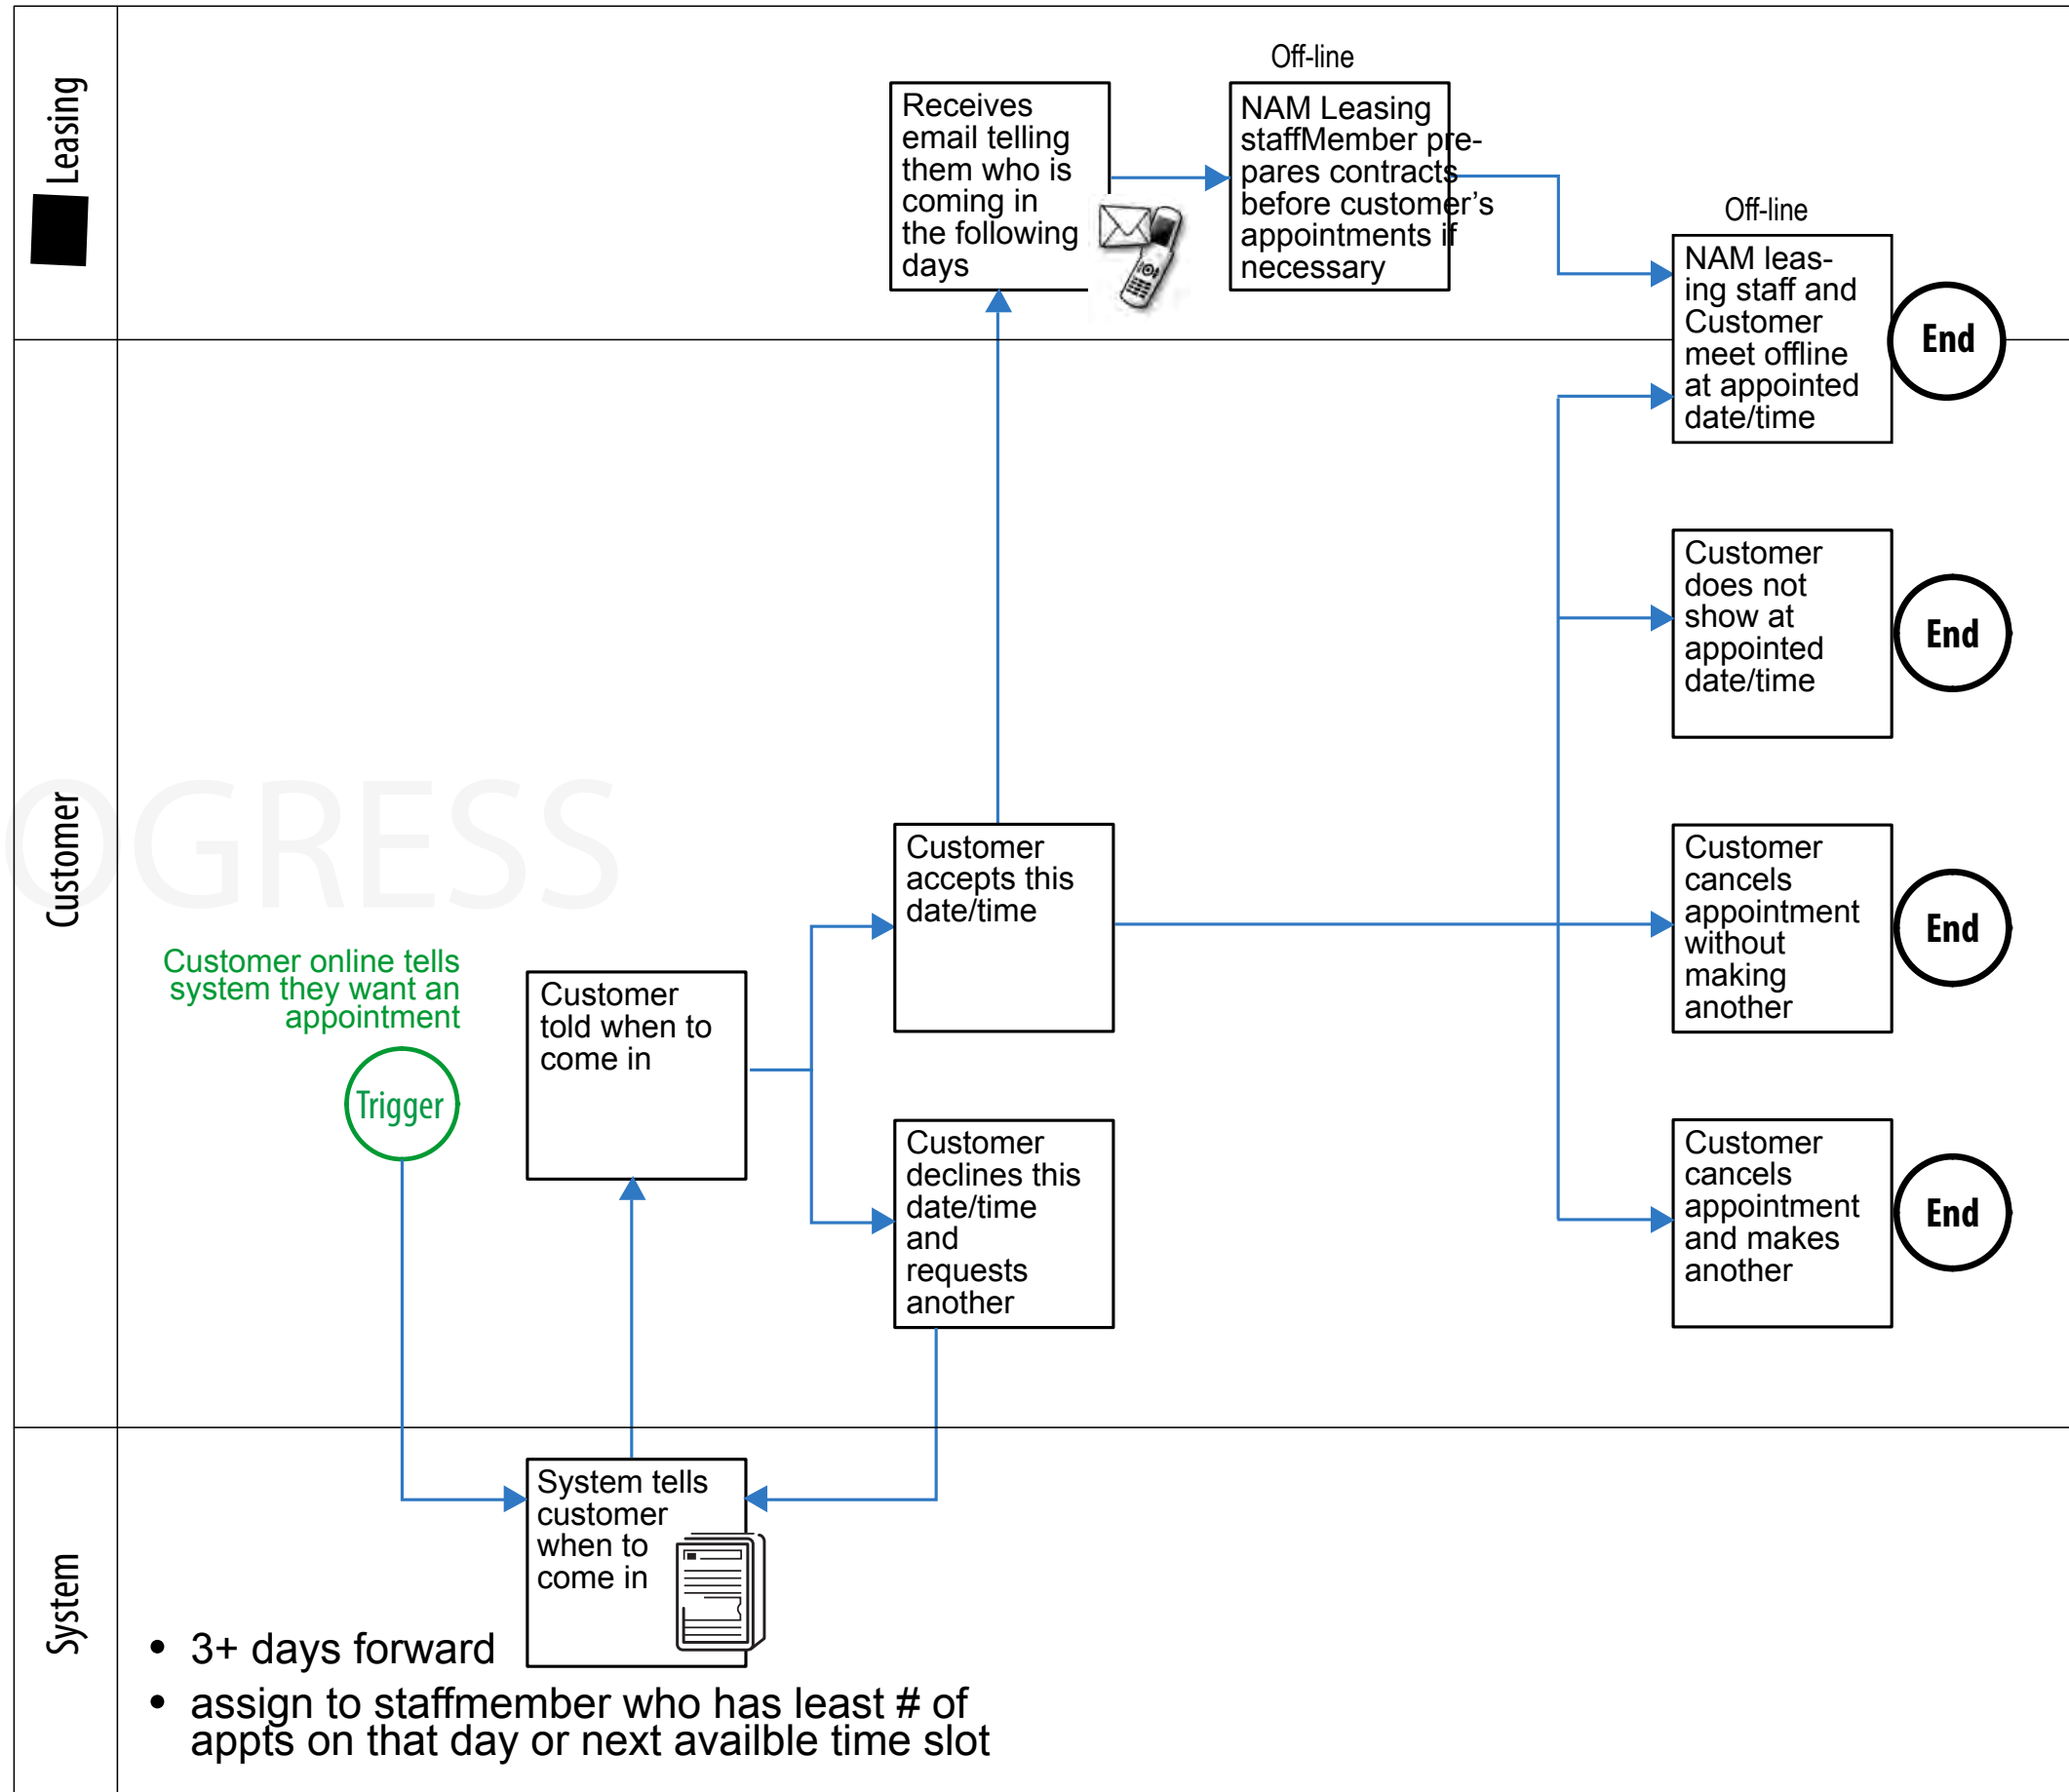 Leasing
Off-line
Receives
email telling
them who is
coming in
the following
days
NAM Leasing
staffMember pre-
pares contracts
before customer's
appointments if
necessary
Off-line
NAM leas-
ing staff and
Customer
meet offline
at appointed
date/time
End
Customer
does not
show at
appointed
date/time
End
Customer
OGRESS
Customer
accepts this
date/time
Customer
cancels
appointment
without
making
another
End
Customer online tells
system they want an
appointment
Trigger
Customer
told when to
come in
Customer
declines this
date/time
and
requests
another
Customer
cancels
appointment
and makes
another
End
System
System tells
customer
when to
come in
• 3+ days forward
• assign to staffmember who has least # of
appts on that day or next availble time slot